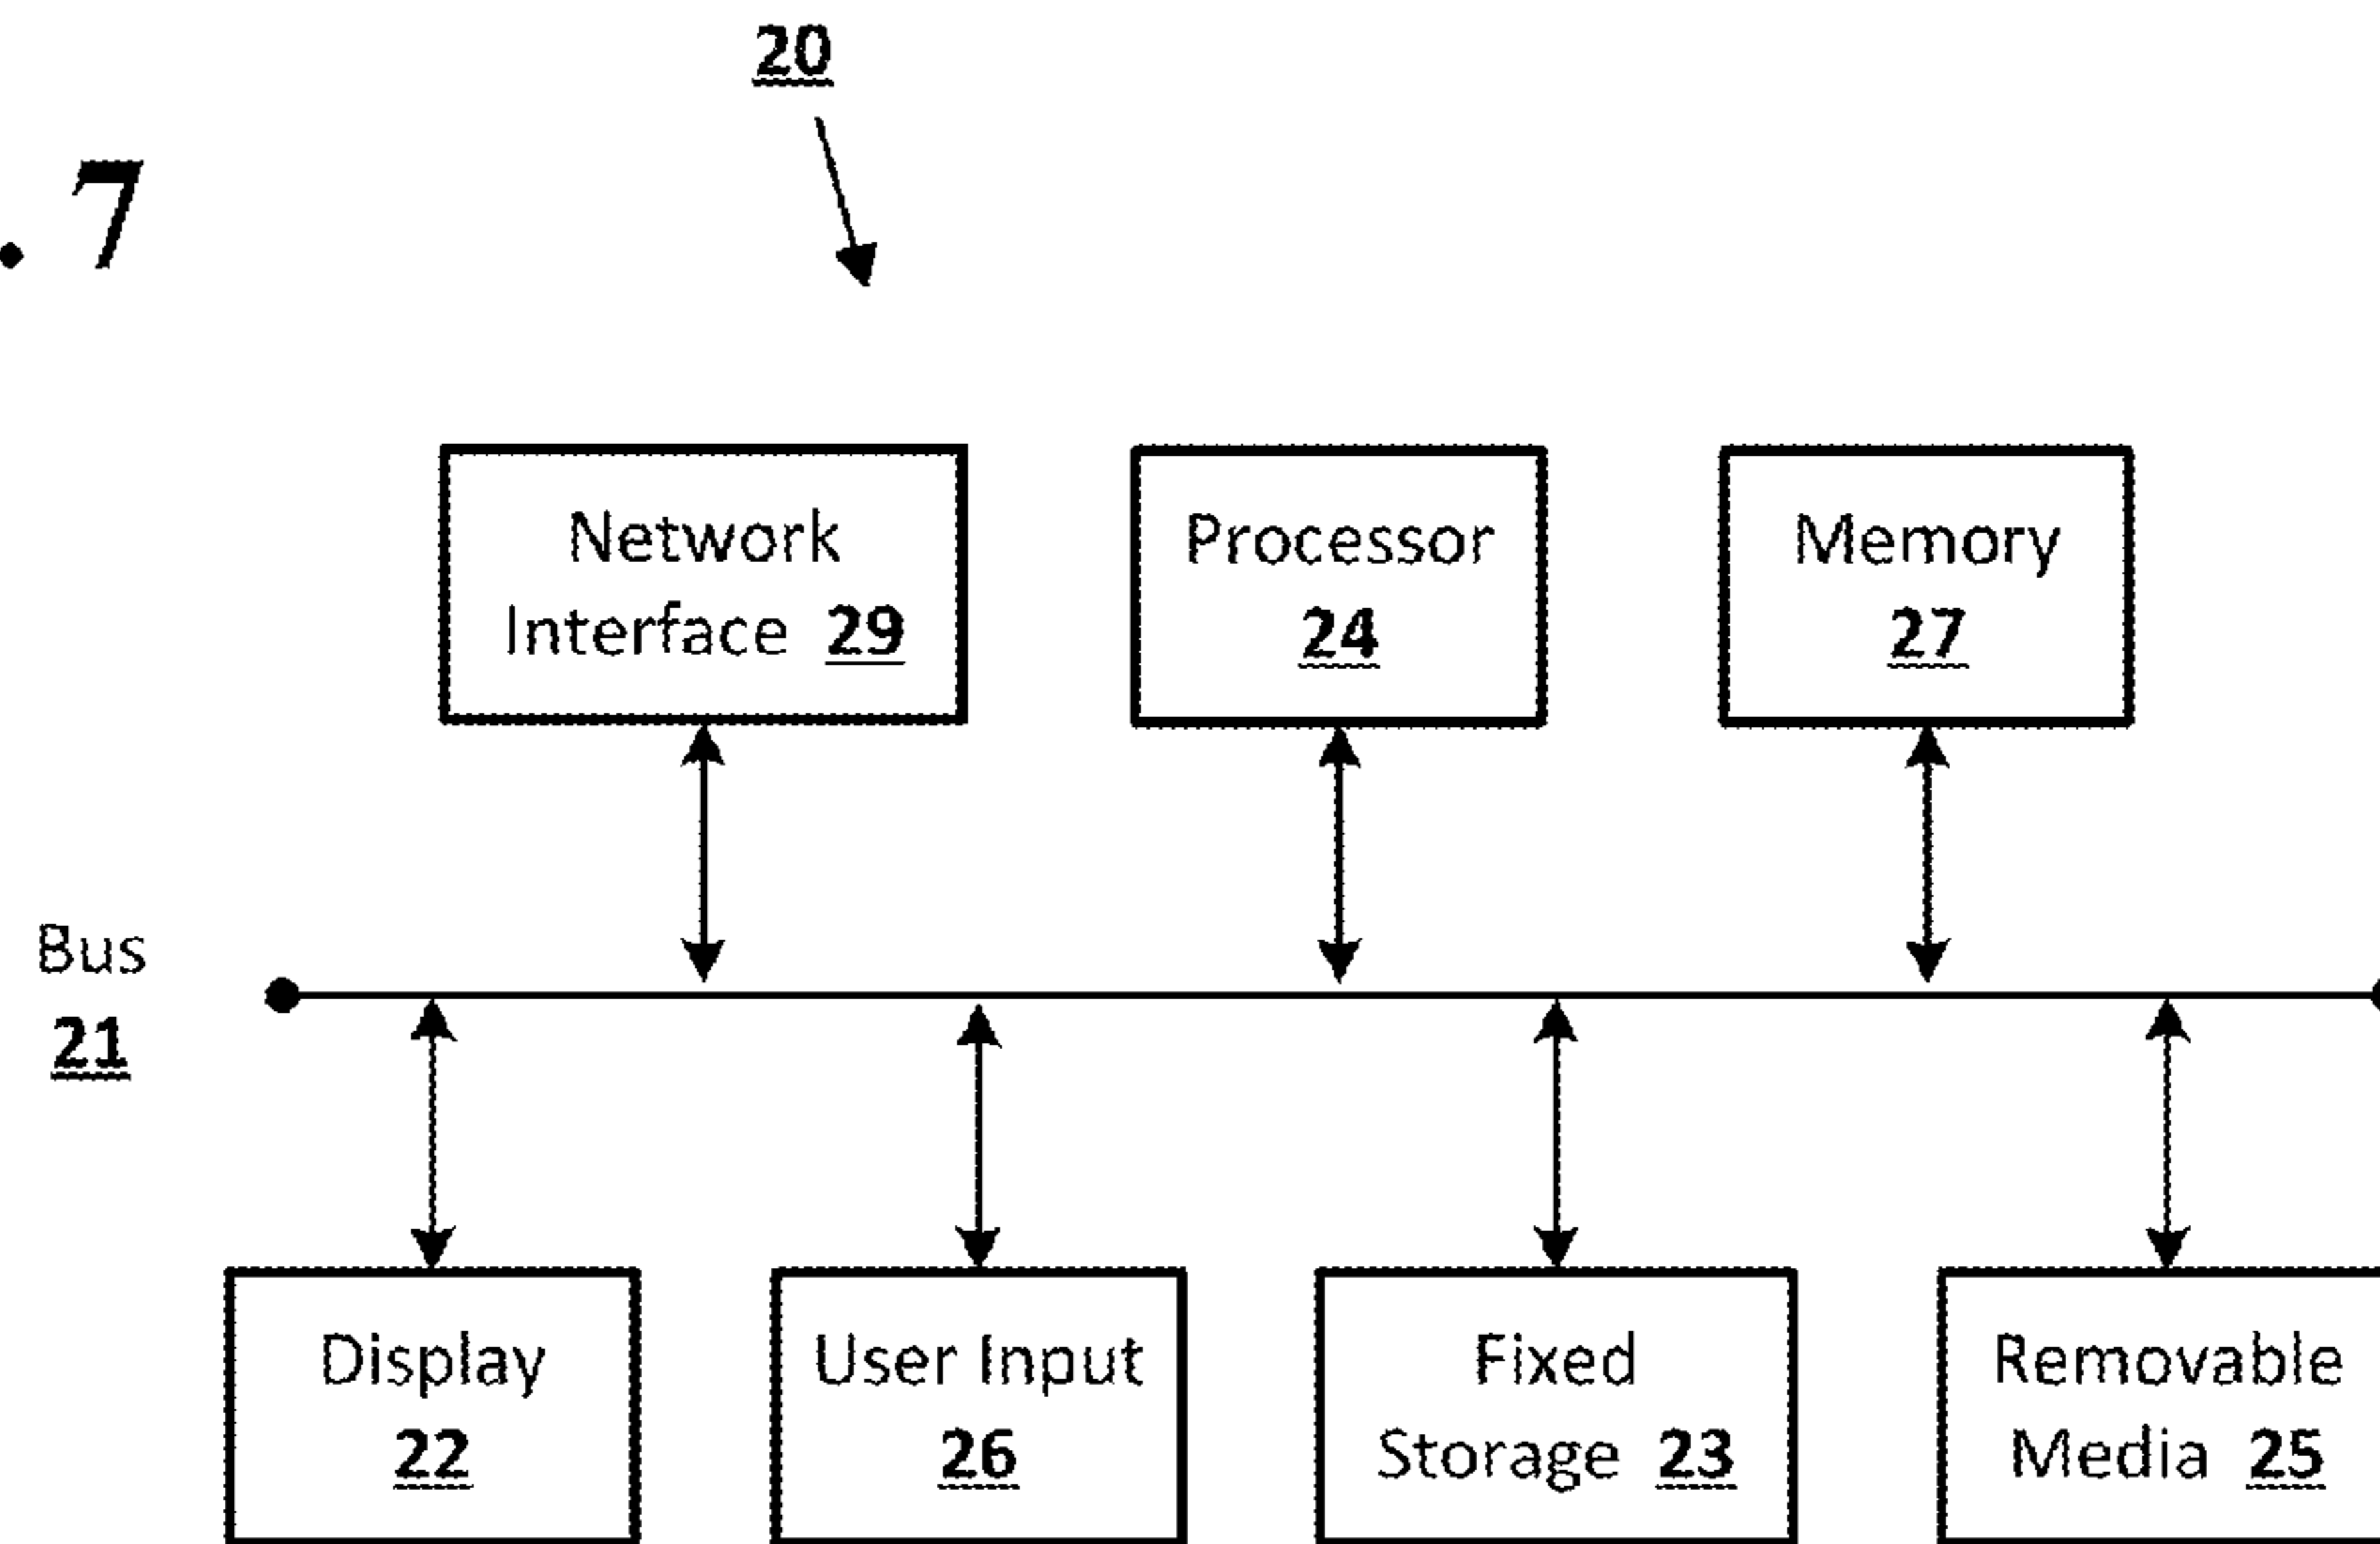 20
. 7
Network
Interface 29
Processor
24
Memory
27
Bus
21
Display
22
User Input
26
Fixed
Storage 23
Removable
Media 25